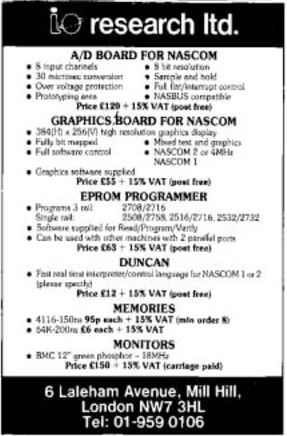 io research ltd.
A/D BOARD FOR NASCOM
● 8 input channels ● 8 bit resolution
● 30 microsec conversion ● Sample and hold
● Over voltage protection ● Full flat/interrupt control
● Prototyping area ● NASBUS compatible
Price £120 + 15% VAT (post free)
GRAPHICS BOARD FOR NASCOM
● 384(H) x 256(V) high resolution graphics display
● Fully bit mapped ● Mixed text and graphics
● Full software control ● NASCOM 2 or 4MHz
NASCOM 1
● Graphics software supplied
Price £55 + 15% VAT (post free)
EPROM PROGRAMMER
● Programs 3 rail: 2708/2716
Single rail: 2508/2758, 2516/2716, 2532/2732
● Software supplied for Read/Program/Verify
● Can be used with other machines with 2 parallel ports
Price £63 + 15% VAT (post free)
DUNCAN
● Fast real time interpreter/control language for NASCOM 1 or 2
(please specify)
Price £12 + 15% VAT (post free)
MEMORIES
● 4116-150ns 95p each + 15% VAT (min order 8)
● 64K-200ns £6 each + 15% VAT
MONITORS
● BMC 12" green phosphor – 18MHz
Price £150 + 15% VAT (carriage paid)
6 Laleham Avenue, Mill Hill,
London NW7 3HL
Tel: 01-959 0106